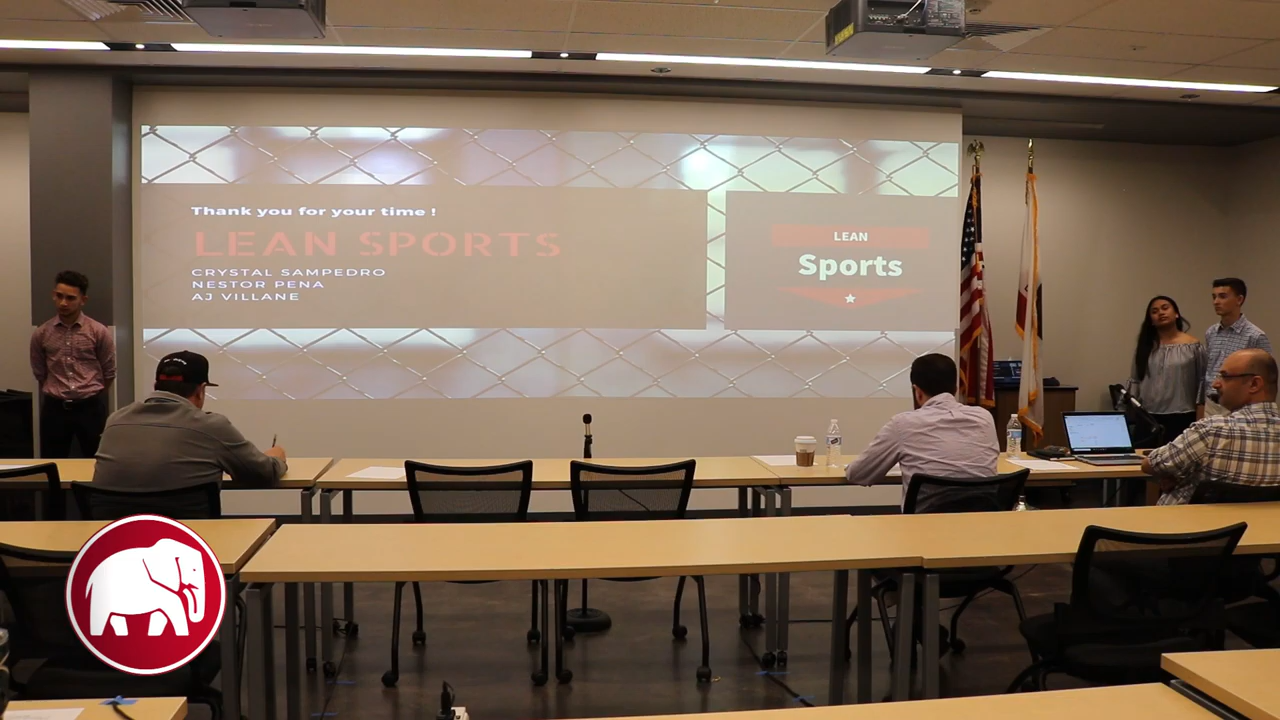 Thank you for your time !
LEAN SPORTS
CRYSTAL SAMPEDRO
NESTOR PENA
AJ VILLANE
LEAN
Sports